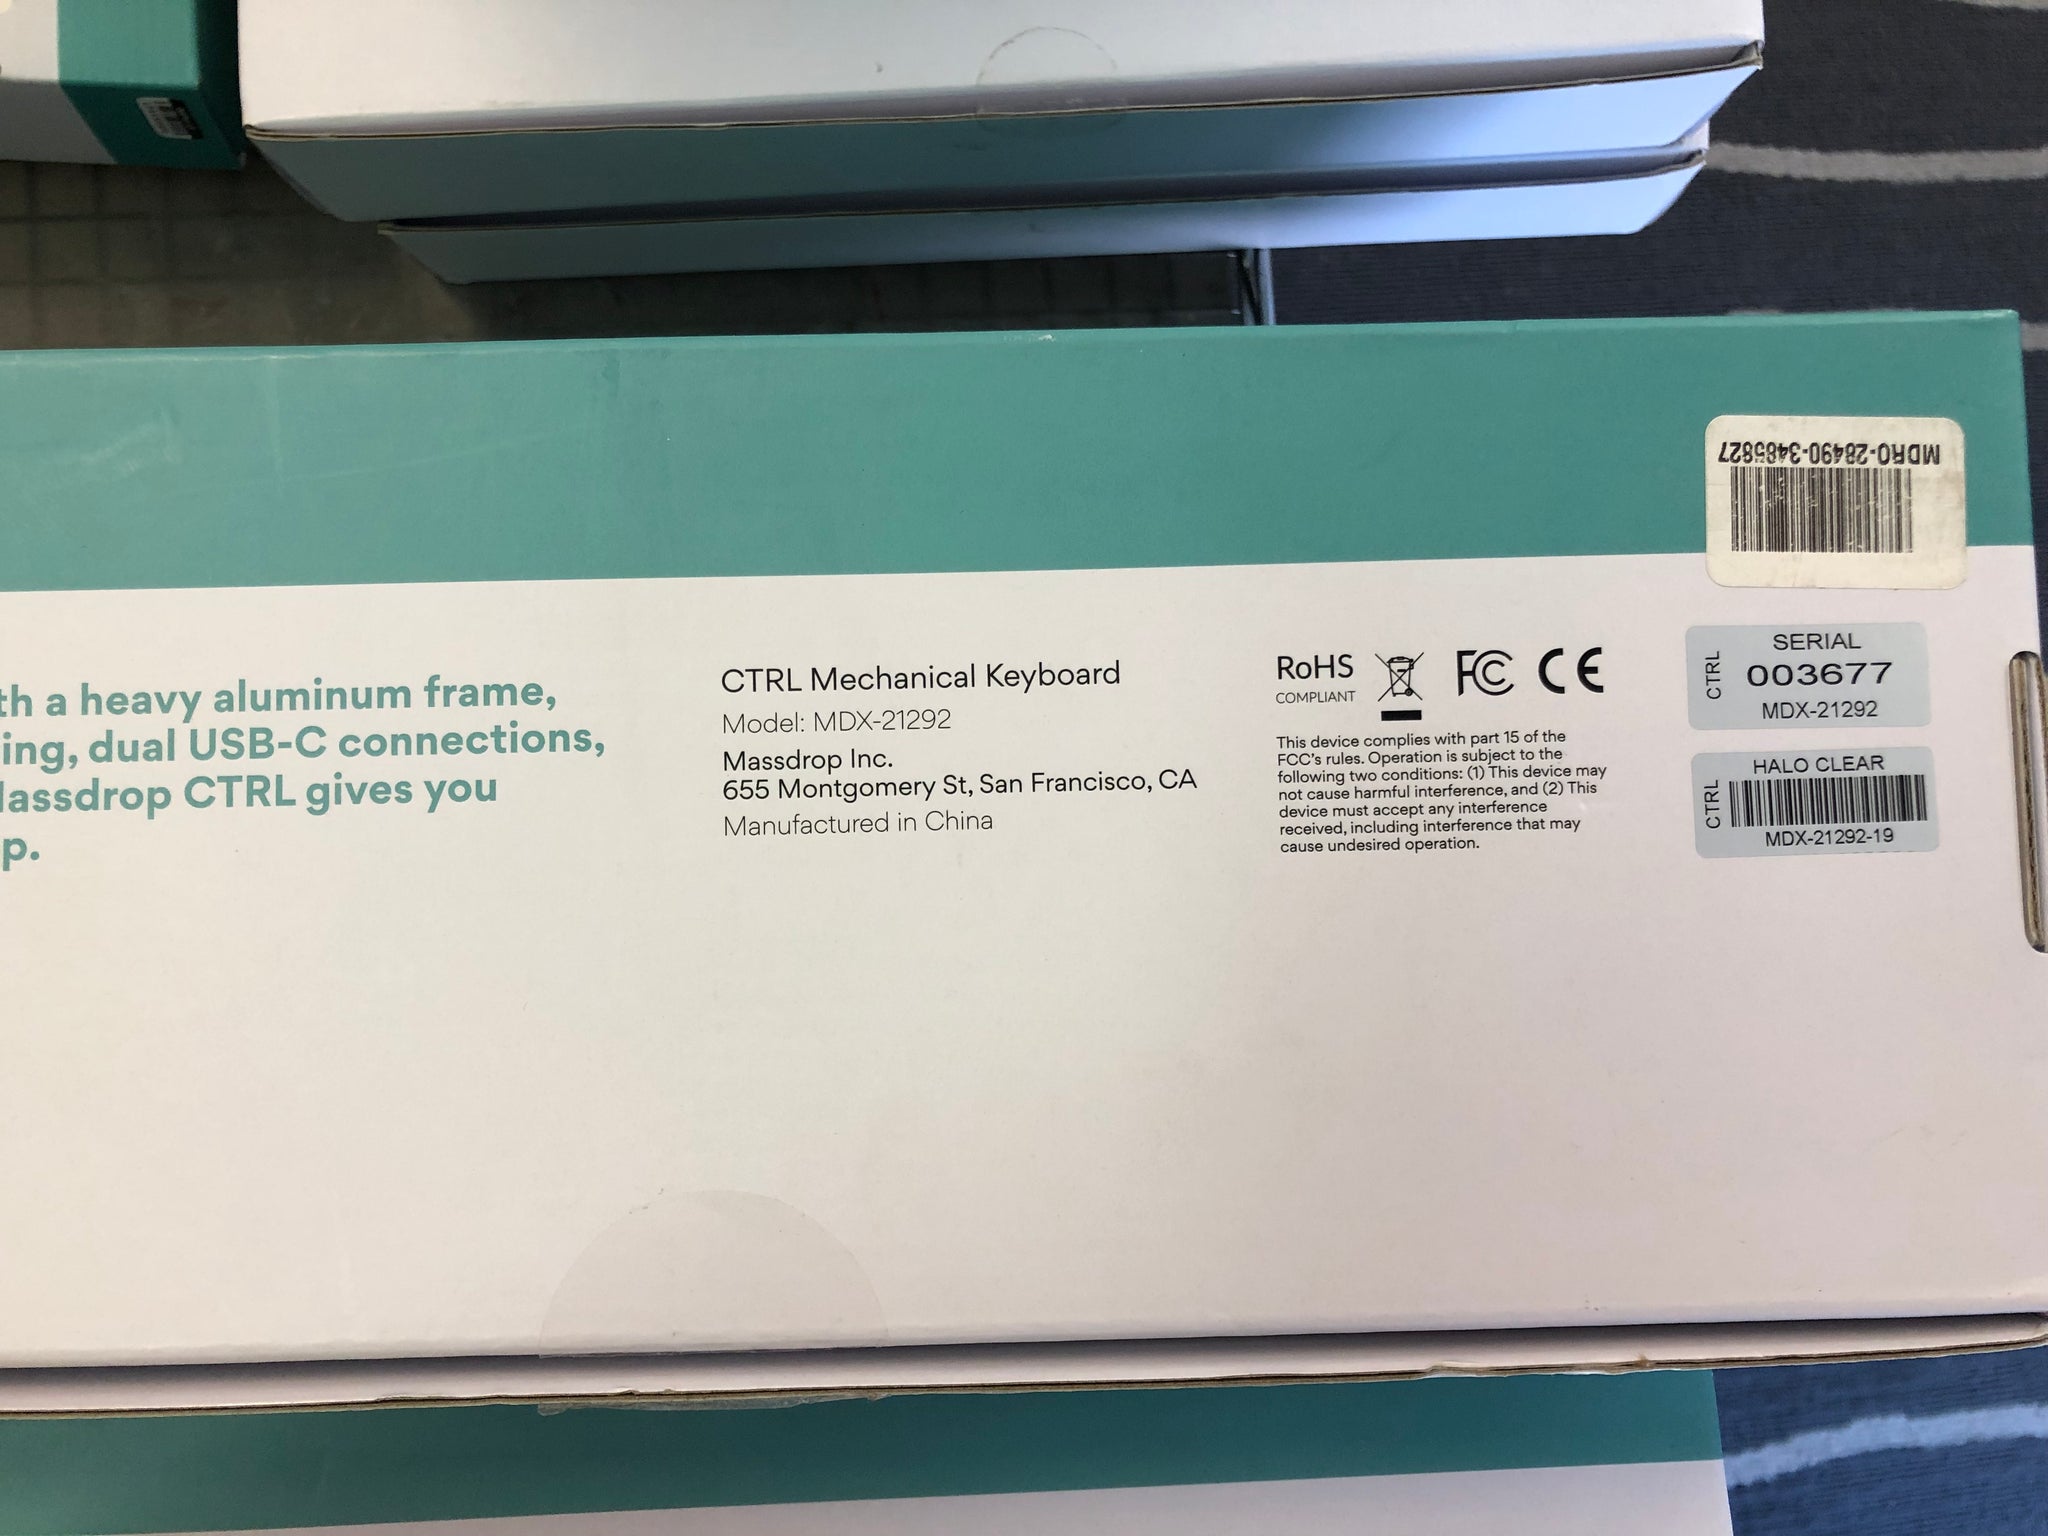 MDRO-28490-3485827
th a heavy aluminum frame,
ing, dual USB-C connections,
lassdrop CTRL gives you
p.
CTRL Mechanical Keyboard
Model: MDX-21292
Massdrop Inc.
655 Montgomery St, San Francisco, CA
Manufactured in China
RoHS
COMPLIANT
FC CE
This device complies with part 15 of the
FCC's rules. Operation is subject to the
following two conditions: (1) This device may
not cause harmful interference, and (2) This
device must accept any interference
received, including interference that may
cause undesired operation.
CTRL
SERIAL
003677
MDX-21292
CTRL
HALO CLEAR
MDX-21292-19